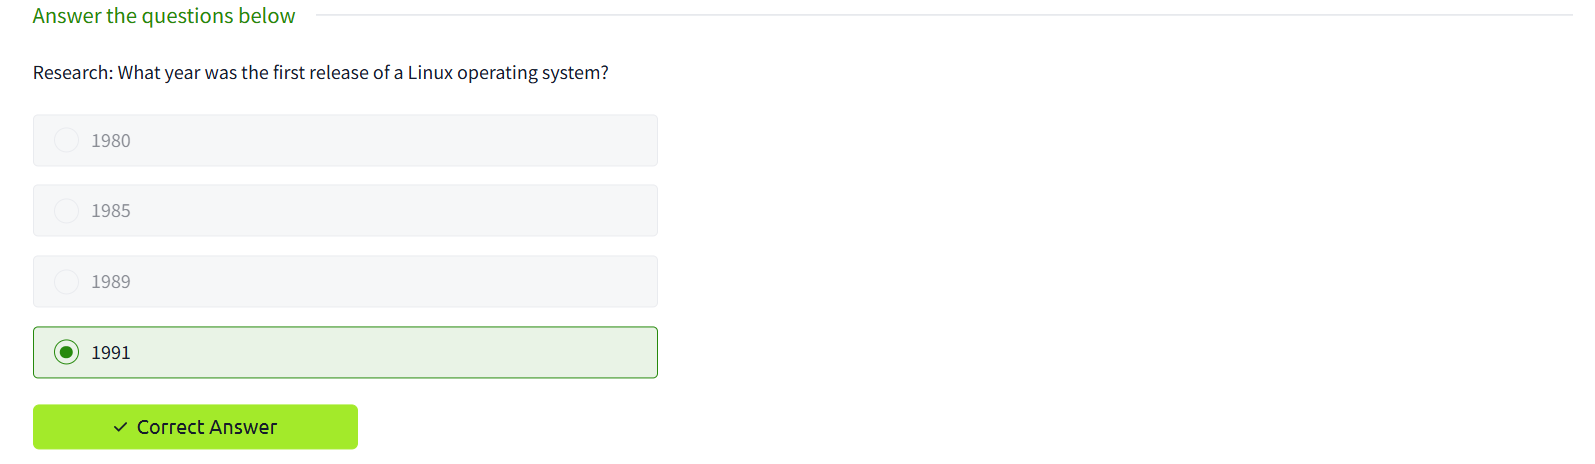 Answer the questions below
Research: What year was the first release of a Linux operating system?
1980
1985
1989
1991
Correct Answer